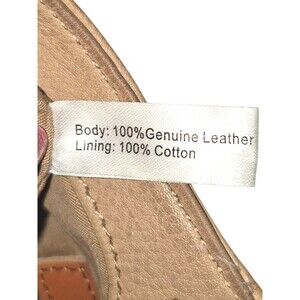 Body: 100%Genuine Leather
Lining: 100% Cotton